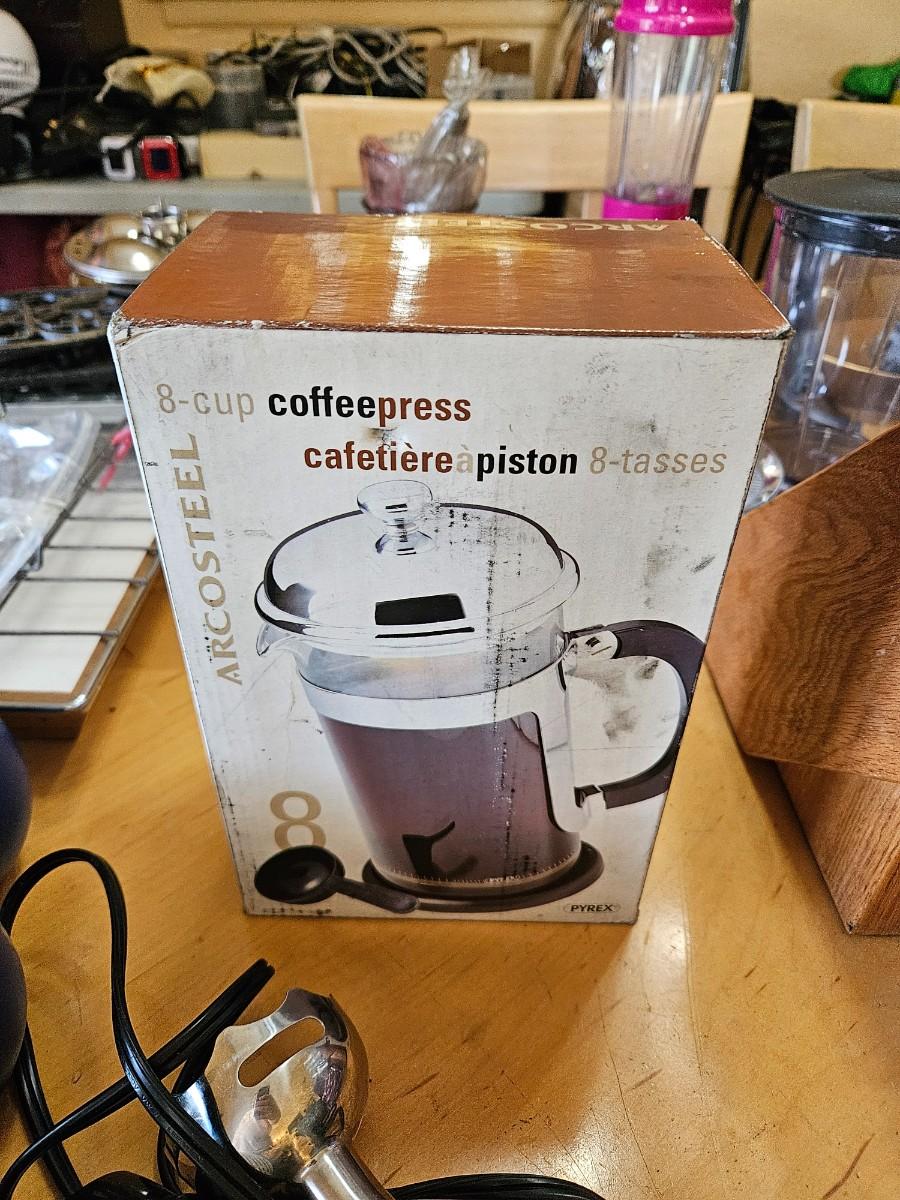 ARCOSTEEL
8-cup coffeepress
cafetièreàpiston 8-tasses
ARCOSTEEL
8
PYREX